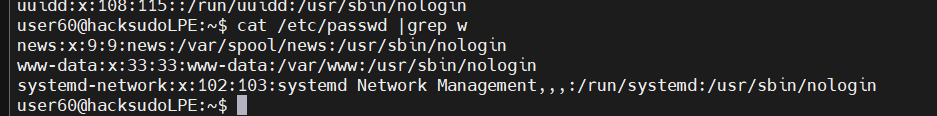 uuidd:x:108:115::/run/uuidd:/usr/sbin/nologin
user60@hacksudoLPE:~$ cat /etc/passwd |grep w
news:x:9:9:news:/var/spool/news:/usr/sbin/nologin
www-data:x:33:33:www-data:/var/www:/usr/sbin/nologin
systemd-network:x:102:103:systemd Network Management,,,:/run/systemd:/usr/sbin/nologin
user60@hacksudoLPE:~$